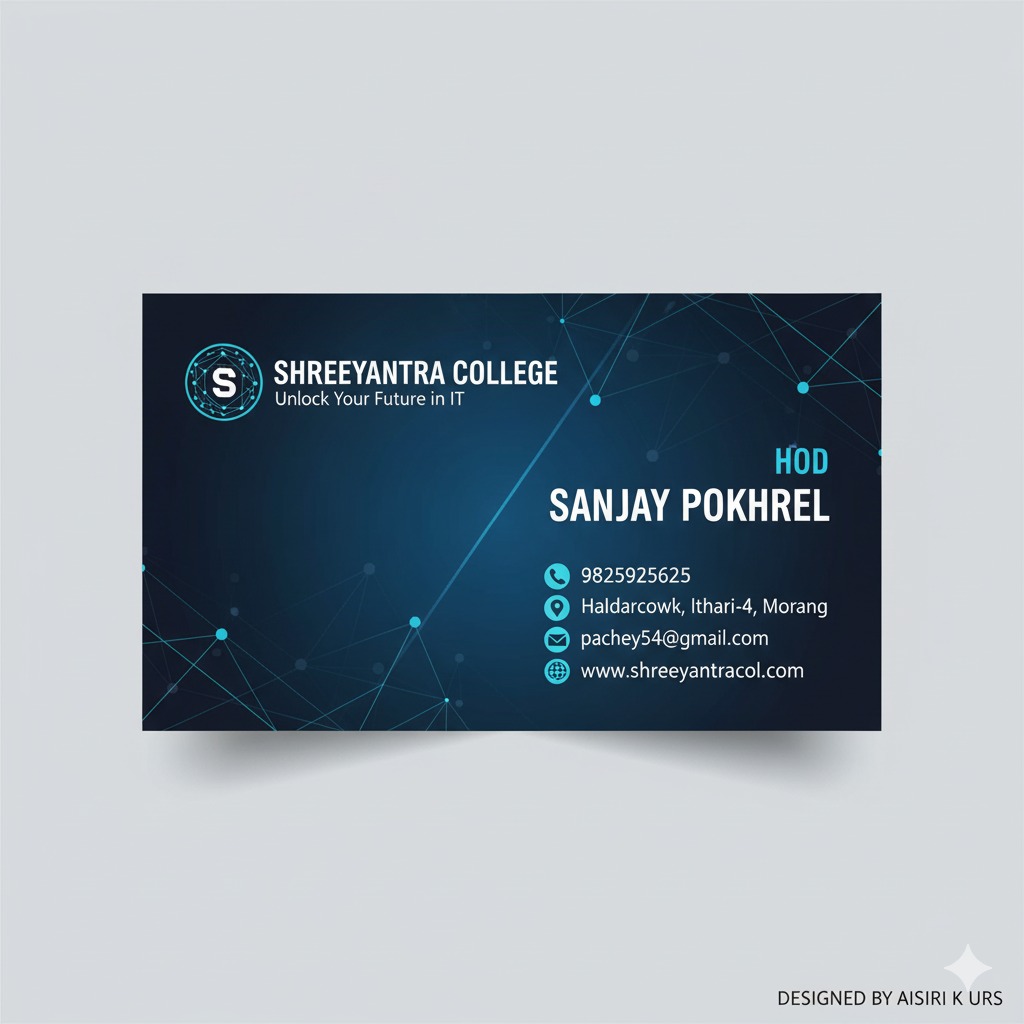 S
SHREEYANTRA COLLEGE
Unlock Your Future in IT
HOD
SANJAY POKHREL
9825925625
Haldarcowk, Ithari-4, Morang
pachey54@gmail.com
www.shreeyantracol.com
DESIGNED BY AISIRI K URS